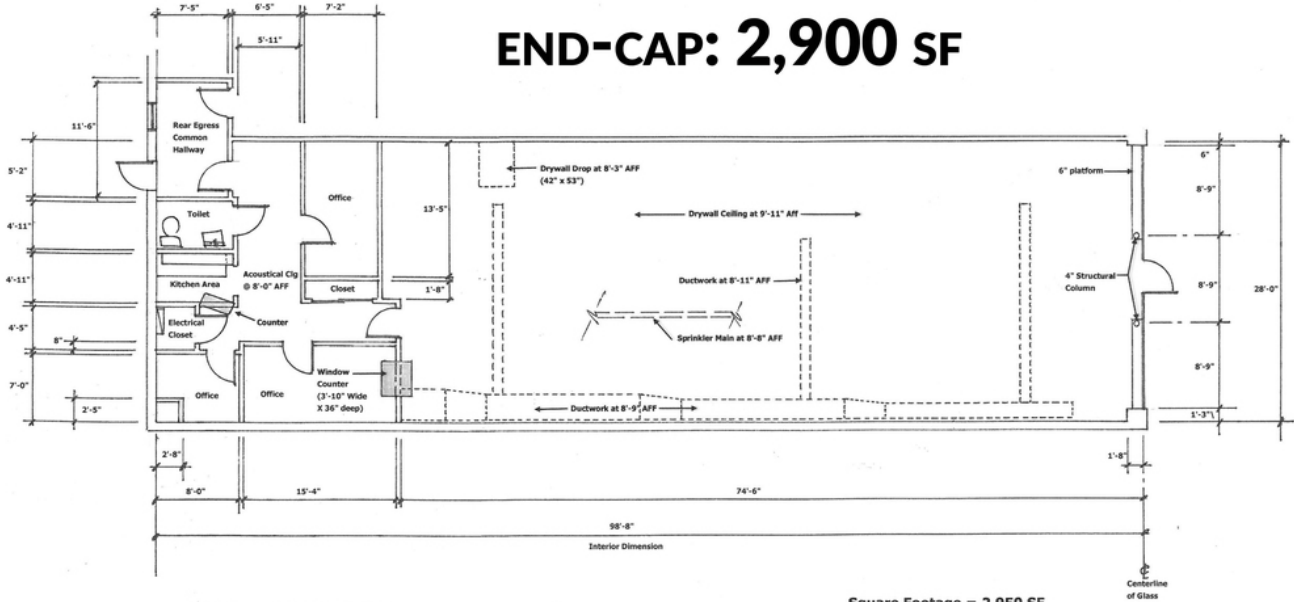 END-CAP: 2,900 SF
7'-5"
6'-5"
7'-2"
5'-11"
11'-6"
5'-2"
4'-11"
4'-11"
4'-5"
8"
7'-0"
2'-5"
Rear Egress
Common
Hallway
Toilet
Kitchen Area
Electrical
Closet
Office
Office
Office
Acoustical Clg
@ 8'-0" AFF
Closet
Counter
Window
Counter
(3'-10" Wide
X 36" deep)
13'-5"
1'-8"
Drywall Drop at 8'-3" AFF
(42" x 53")
Drywall Ceiling at 9'-11" Aff
Ductwork at 8'-11" AFF
Sprinkler Main at 8'-8" AFF
Ductwork at 8'-9" AFF
6" platform
4" Structural
Column
6"
8'-9"
8'-9"
8'-9"
1'-3"
28'-0"
1'-8"
2'-8"
8'-0"
15'-4"
74'-6"
98'-8"
Interior Dimension
Centerline
of Glass